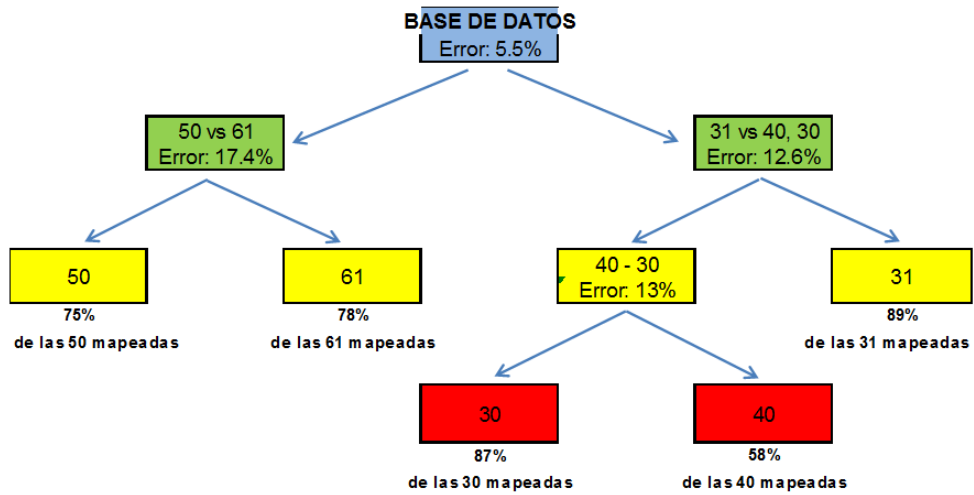 BASE DE DATOS
Error: 5.5%
50 vs 61
Error: 17.4%
31 vs 40, 30
Error: 12.6%
50
75%
de las 50 mapeadas
61
78%
de las 61 mapeadas
40 - 30
Error: 13%
31
89%
de las 31 mapeadas
30
87%
de las 30 mapeadas
40
58%
de las 40 mapeadas